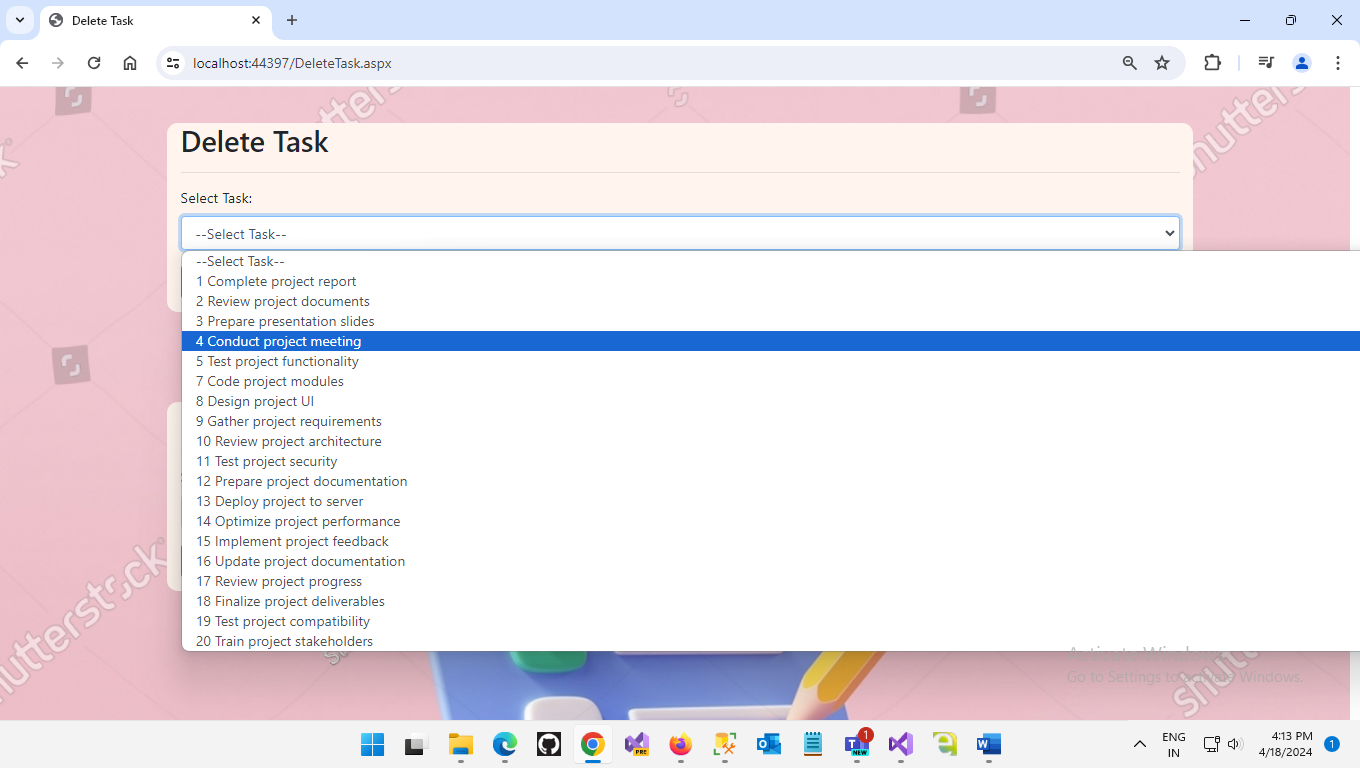 Delete Task
localhost:44397/DeleteTask.aspx
Delete Task
Select Task:
--Select Task--
--Select Task--
1 Complete project report
2 Review project documents
3 Prepare presentation slides
4 Conduct project meeting
5 Test project functionality
7 Code project modules
8 Design project UI
9 Gather project requirements
10 Review project architecture
11 Test project security
12 Prepare project documentation
13 Deploy project to server
14 Optimize project performance
15 Implement project feedback
16 Update project documentation
17 Review project progress
18 Finalize project deliverables
19 Test project compatibility
20 Train project stakeholders
shutterstock
Activate Windows
Go to Settings to activate Windows.
PRE
1
NEW
ENG
IN
4:13 PM
4/18/2024
1